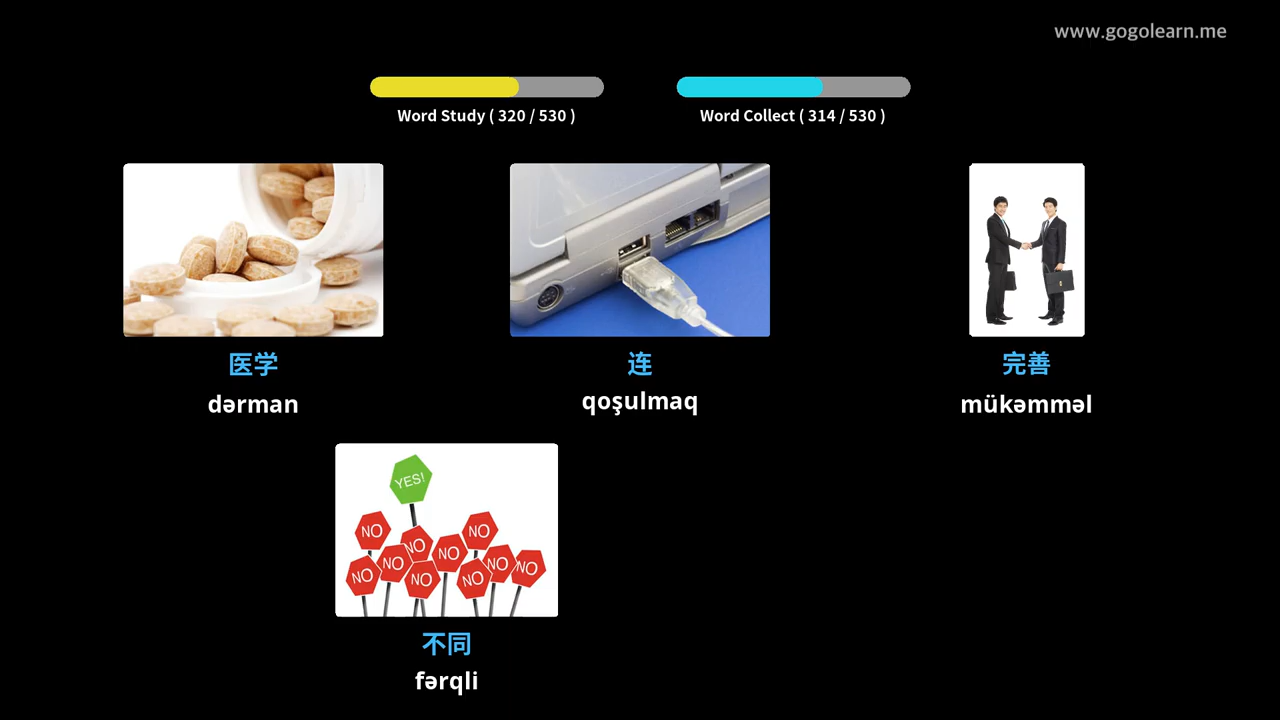 www.gogolearn.me
Word Study ( 320 / 530 )
Word Collect ( 314 / 530 )
医学
dərman
连
qoşulmaq
完善
mükəmməl
YES!
NO
NO
NO
NO
NO
NO
NO
NO
NO
NO
不同
fərqli